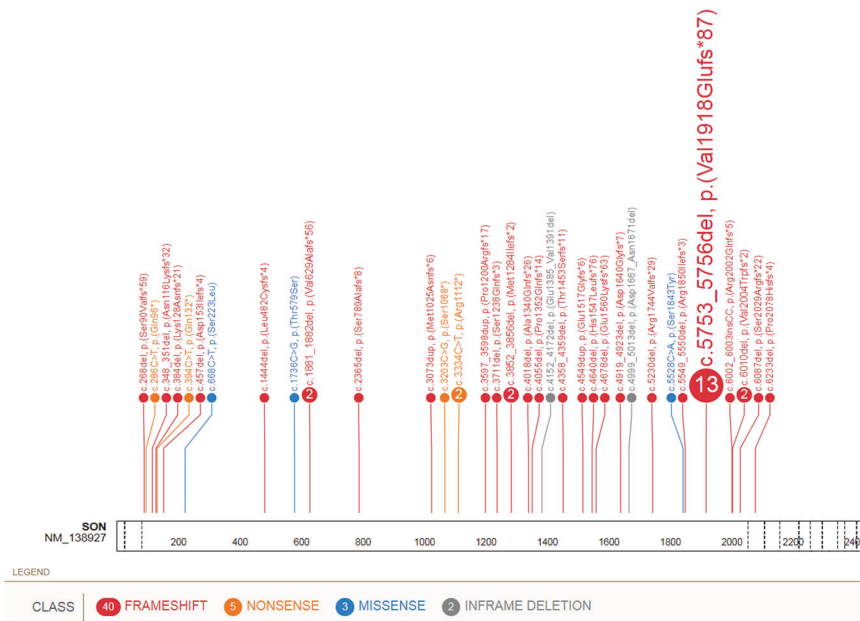 c.268del, p.(Ser90Valfs*59)
c.286C>T, p.(Gln96*)
c.348_351del, p.(Asn116Lysfs*32)
c.384del, p.(Lys128Asnfs*21)
c.394C>T, p.(Gln132*)
c.457del, p.(Asp153Ilefs*4)
c.668C>T, p.(Ser223Leu)
c.1444del, p.(Leu482Cysfs*4)
c.1736C>G, p.(Thr579Ser)
c.1881_1882del, p.(Val629Alafs*56)
c.2365del, p.(Ser789Alafs*8)
c.3073dup, p.(Met1025Asnfs*6)
c.3203C>G, p.(Ser1068*)
c.3334C>T, p.(Arg1112*)
c.3597_3598dup, p.(Pro1200Argfs*17)
c.3711del, p.(Ser1238Glnfs*3)
c.3852_3856del, p.(Met1284Ilefs*2)
c.4018del, p.(Ala1340Glnfs*26)
c.4055del, p.(Pro1352Glnfs*14)
c.4152_4172del, p.(Glu1385_Val1391del)
c.4358_4359del, p.(Thr1453Serfs*11)
c.4549dup, p.(Glu1517Glyfs*6)
c.4640del, p.(His1547Leufs*76)
c.4678del, p.(Glu1560Lysfs*63)
c.4919_4923del, p.(Asp1640Glyfs*7)
c.4999_5013del, p.(Asp1667_Asn1671del)
c.5230del, p.(Arg1744Valfs*29)
c.5528C>A, p.(Ser1843Tyr)
c.5549_5550del, p.(Arg1850Ilefs*3)
c.5753_5756del, p.(Val1918Glufs*87)
c.6002_6003insCC, p.(Arg2002Glnfs*5)
c.6010del, p.(Val2004Trpfs*2)
c.6087del, p.(Ser2029Argfs*22)
c.6233del, p.(Pro2078Hisfs*4)
2 2 2 13 2
SON
NM_138927
200 400 600 800 1000 1200 1400 1600 1800 2000 2200 240
LEGEND
CLASS 40 FRAMESHIFT 5 NONSENSE 3 MISSENSE 2 INFRAME DELETION